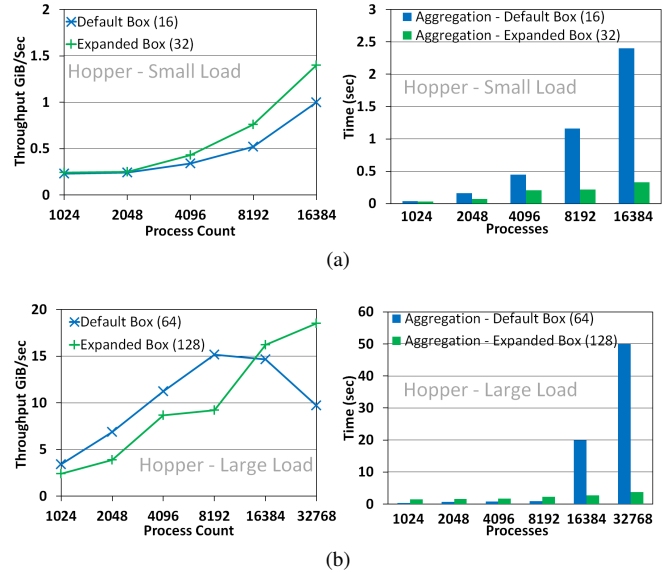 Throughput GiB/Sec
2
1.5
1
0.5
0
Default Box (16)
Expanded Box (32)
Hopper - Small Load
1024 2048 4096 8192 16384
Process Count
Time (sec)
3
2.5
2
1.5
1
0.5
0
Aggregation - Default Box (16)
Aggregation - Expanded Box (32)
Hopper - Small Load
1024 2048 4096 8192 16384
Processes
(a)
Throughput GiB/sec
20
15
10
5
0
Default Box (64)
Expanded Box (128)
Hopper - Large Load
1024 2048 4096 8192 16384 32768
Process Count
Time (sec)
60
50
40
30
20
10
0
Aggregation - Default Box (64)
Aggregation - Expanded Box (128)
Hopper - Large Load
1024 2048 4096 8192 16384 32768
Processes
(b)